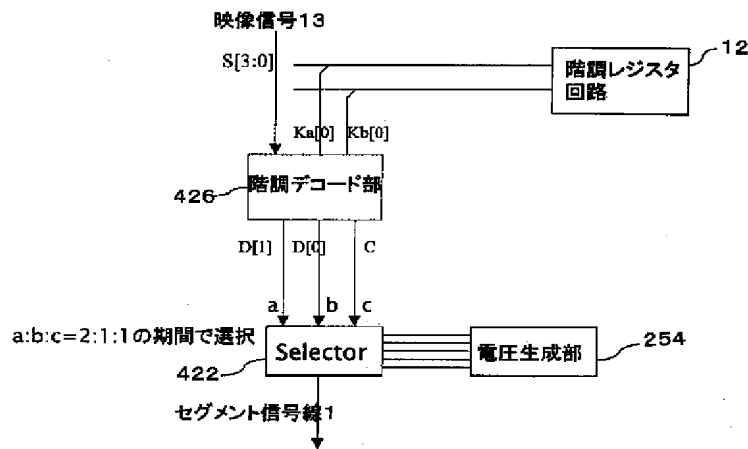 映像信号13
S[3:0]
階調レジスタ
回路
12
Ka[0]
Kb[0]
階調デコード部
426
D[1]
D[0]
C
a
b
c
a:b:c=2:1:1の期間で選択
Selector
422
電圧生成部
254
セグメント信号線1